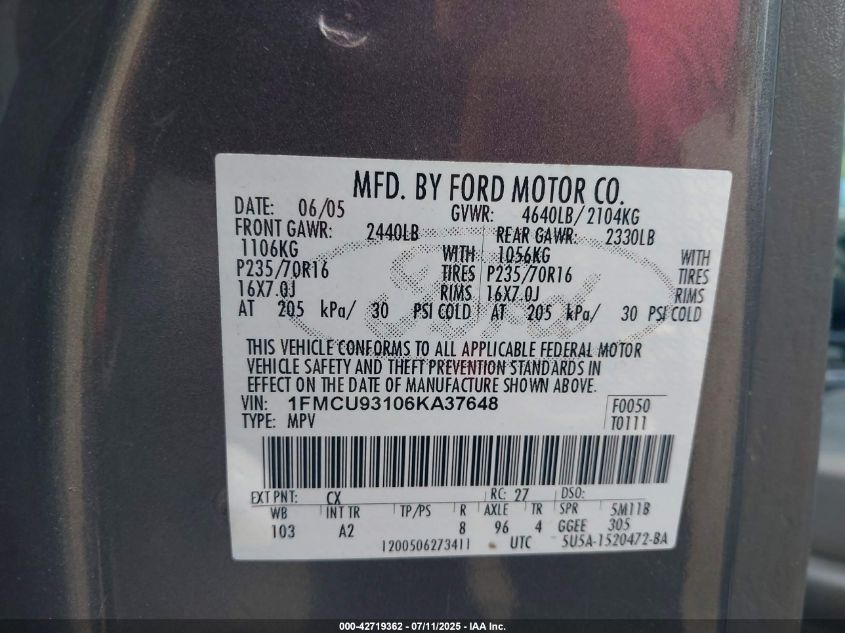 MFD. BY FORD MOTOR CO.
DATE: 06/05 GVWR: 4640LB/2104KG
FRONT GAWR: 2440LB REAR GAWR: 2330LB
1106KG WITH 1056KG WITH
P235/70R16 TIRES P235/70R16 TIRES
16X7.0J RIMS 16X7.0J RIMS
AT 205 kPa/ 30 PSI COLD AT 205 kPa/ 30 PSI COLD
THIS VEHICLE CONFORMS TO ALL APPLICABLE FEDERAL MOTOR
VEHICLE SAFETY AND THEFT PREVENTION STANDARDS IN
EFFECT ON THE DATE OF MANUFACTURE SHOWN ABOVE.
VIN: 1FMCU93106KA37648 F0050
TYPE: MPV T0111
EXT PNT: CX RC: 27 DSO:
WB INT TR TP/PS R AXLE TR SPR 5M11B
103 A2 8 96 4 GGEE 305
1200506273411 UTC 5U5A-1520472-BA
Ford
000-42719362 - 07/11/2025 - IAA Inc.